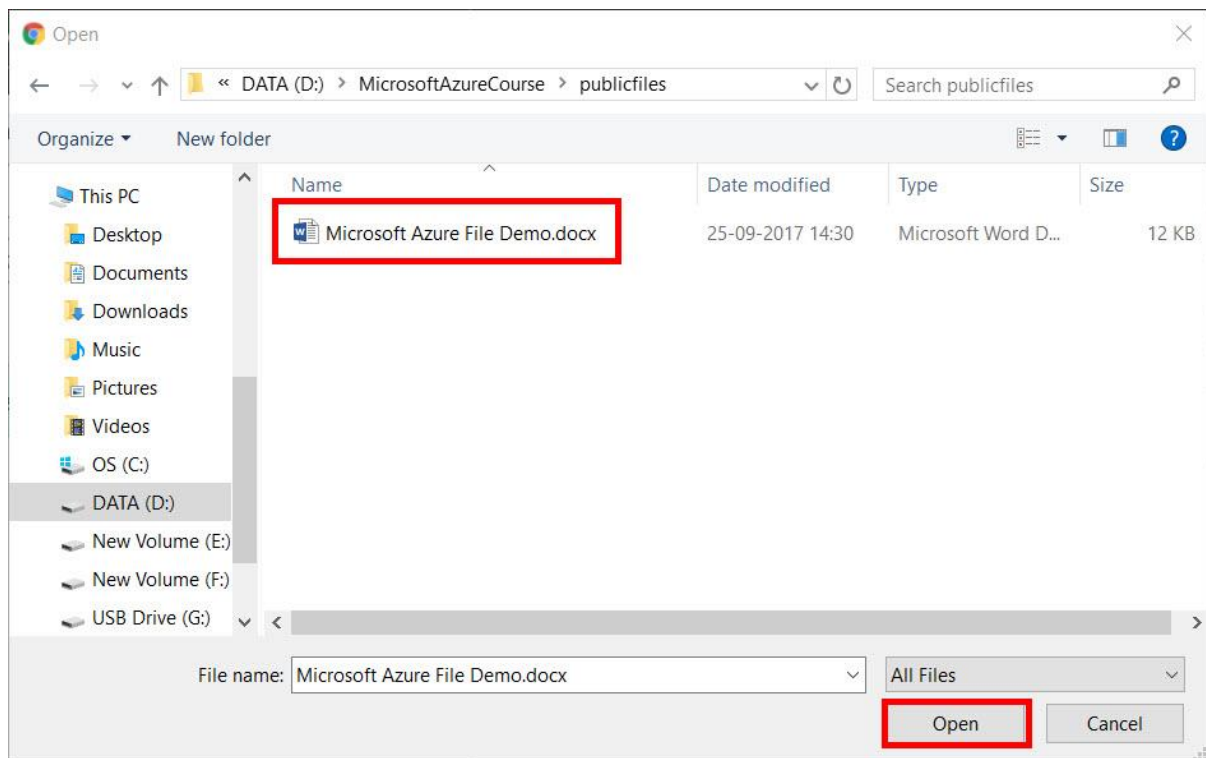 Open
« DATA (D:) > MicrosoftAzureCourse > publicfiles
Search publicfiles
Organize
New folder
?
Name
Date modified
Type
Size
Microsoft Azure File Demo.docx
25-09-2017 14:30
Microsoft Word D...
12 KB
This PC
Desktop
Documents
Downloads
Music
Pictures
Videos
OS (C:)
DATA (D:)
New Volume (E:)
New Volume (F:)
USB Drive (G:)
File name:
Microsoft Azure File Demo.docx
All Files
Open
Cancel